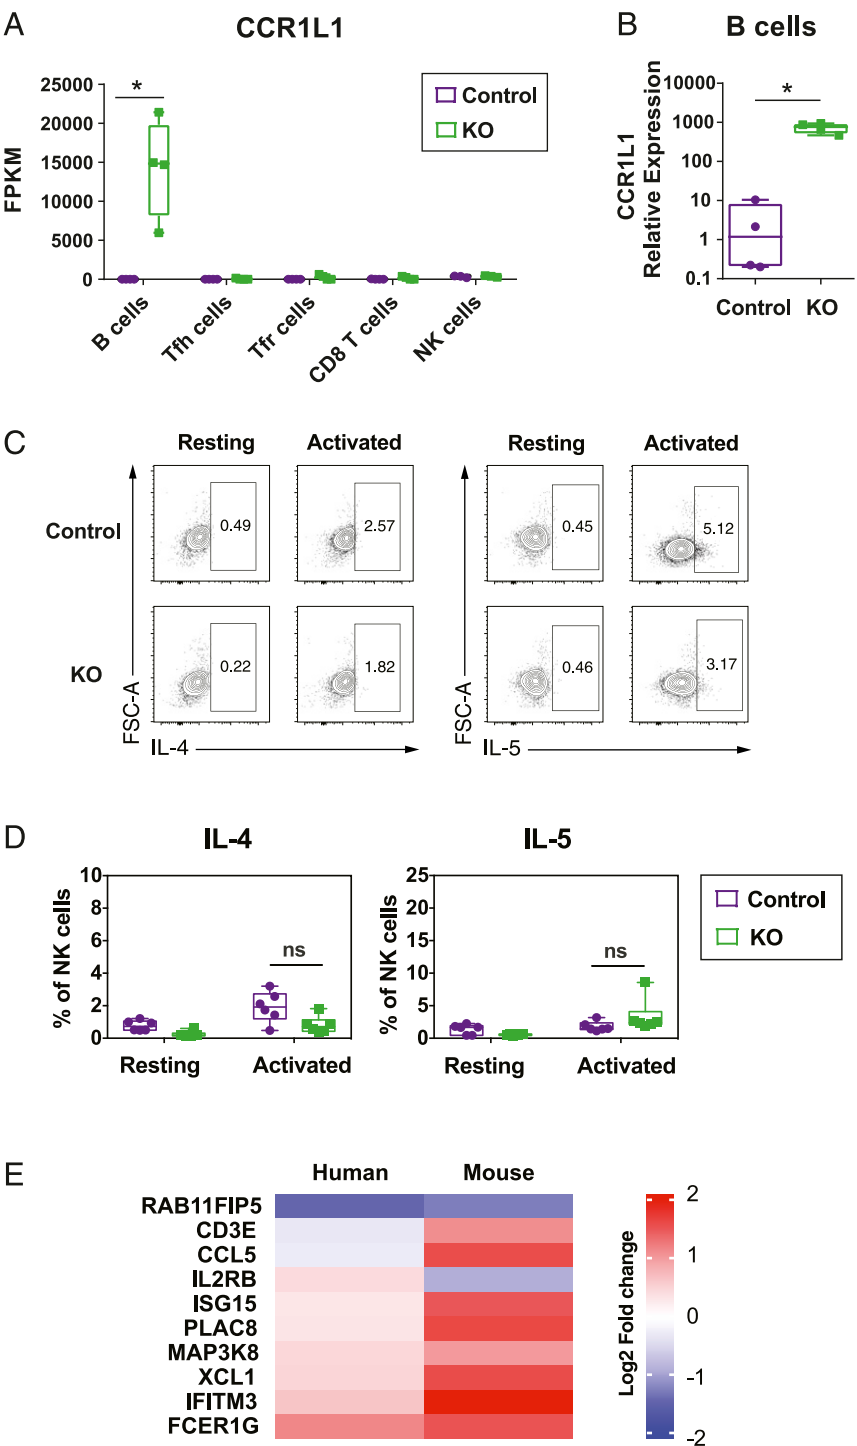 A
CCR1L1
FPKM
25000
20000
15000
10000
5000
0
*
Control
KO
B cells
Tfh cells
Tfr cells
CD8 T cells
NK cells
B
B cells
CCR1L1
Relative Expression
10000
1000
100
10
1
0.1
*
Control KO
C
Resting Activated Resting Activated
Control
0.49 2.57 0.45 5.12
KO
0.22 1.82 0.46 3.17
FSC-A
IL-4
FSC-A
IL-5
D
IL-4
% of NK cells
10
8
6
4
2
0
ns
Resting Activated
IL-5
% of NK cells
25
20
15
10
5
0
ns
Resting Activated
Control
KO
E
Human Mouse
RAB11FIP5
CD3E
CCL5
IL2RB
ISG15
PLAC8
MAP3K8
XCL1
IFITM3
FCER1G
Log2 Fold change
2
1
0
-1
-2